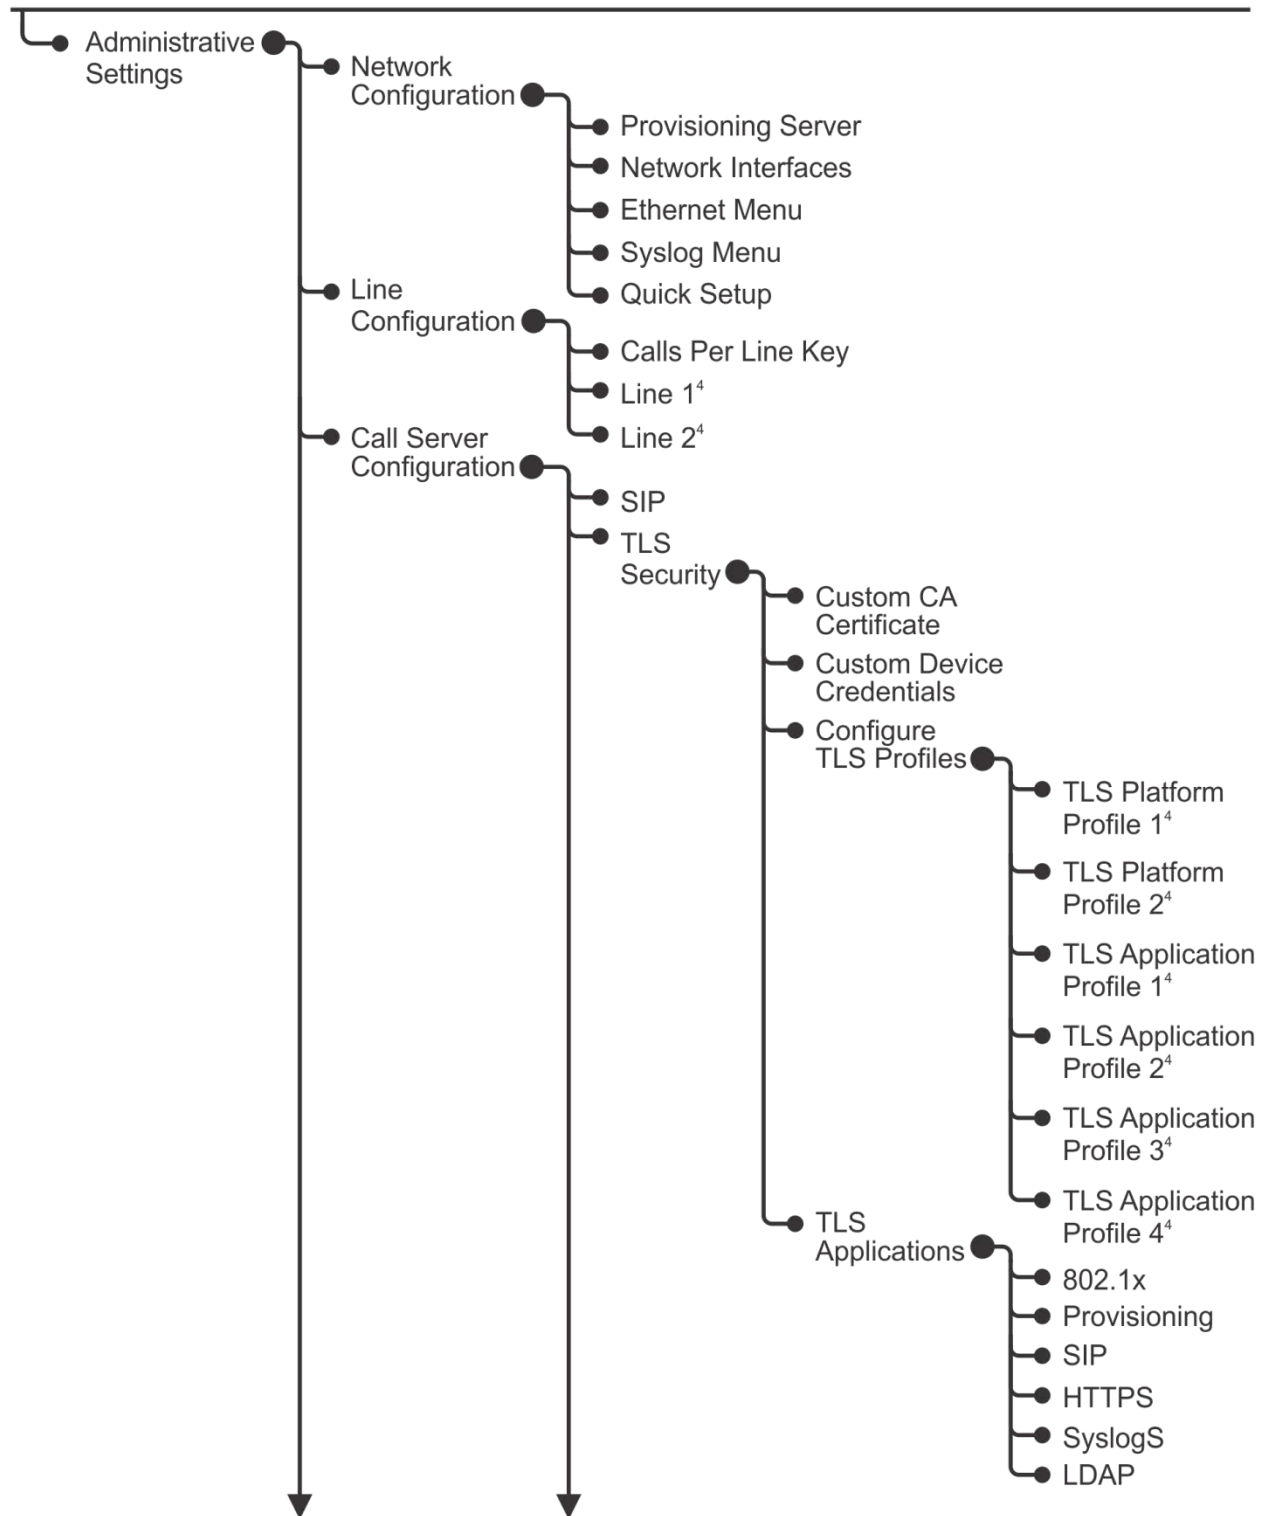 Administrative
Settings
Network
Configuration
Provisioning Server
Network Interfaces
Ethernet Menu
Syslog Menu
Quick Setup
Line
Configuration
Calls Per Line Key
Line 1⁴
Line 2⁴
Call Server
Configuration
SIP
TLS
Security
Custom CA
Certificate
Custom Device
Credentials
Configure
TLS Profiles
TLS Platform
Profile 1⁴
TLS Platform
Profile 2⁴
TLS Application
Profile 1⁴
TLS Application
Profile 2⁴
TLS Application
Profile 3⁴
TLS Application
Profile 4⁴
TLS
Applications
802.1x
Provisioning
SIP
HTTPS
SyslogS
LDAP